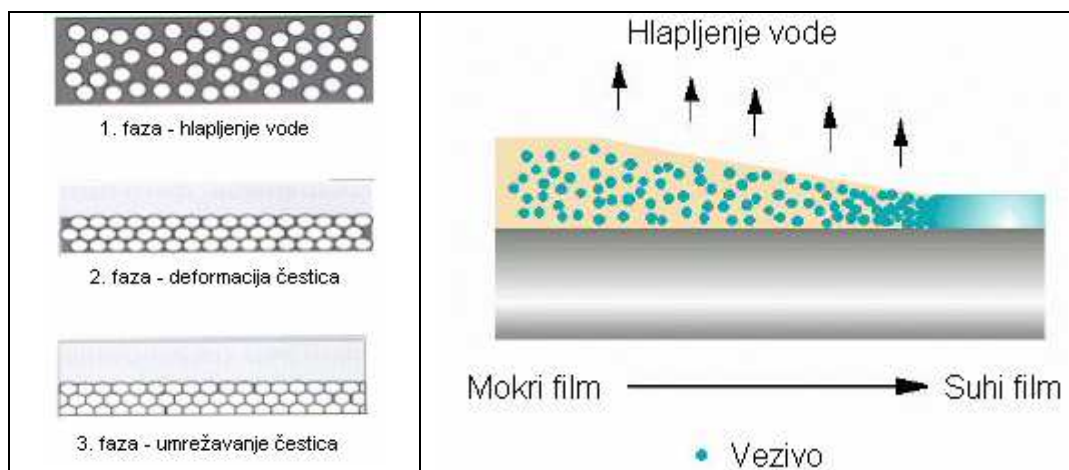 1. faza - hlapljenje vode
2. faza - deformacija čestica
3. faza - umrežavanje čestica
Hlapljenje vode
Mokri film
Suhi film
Vezivo